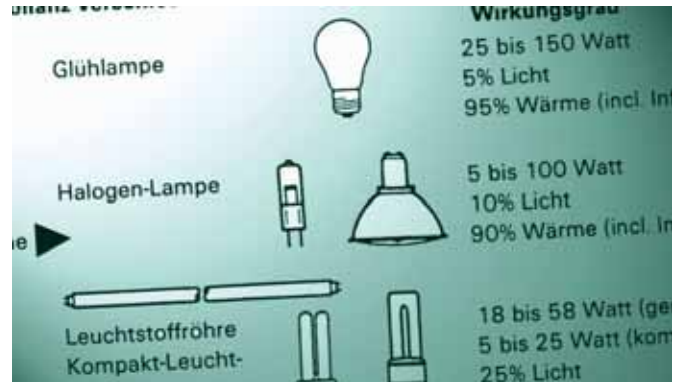 Wirkungsgrad
Glühlampe
25 bis 150 Watt
5% Licht
95% Wärme (incl.
Halogen-Lampe
5 bis 100 Watt
10% Licht
90% Wärme (incl.
Leuchtstoffröhre
Kompakt-Leucht-
18 bis 58 Watt
5 bis 25 Watt
25% Licht